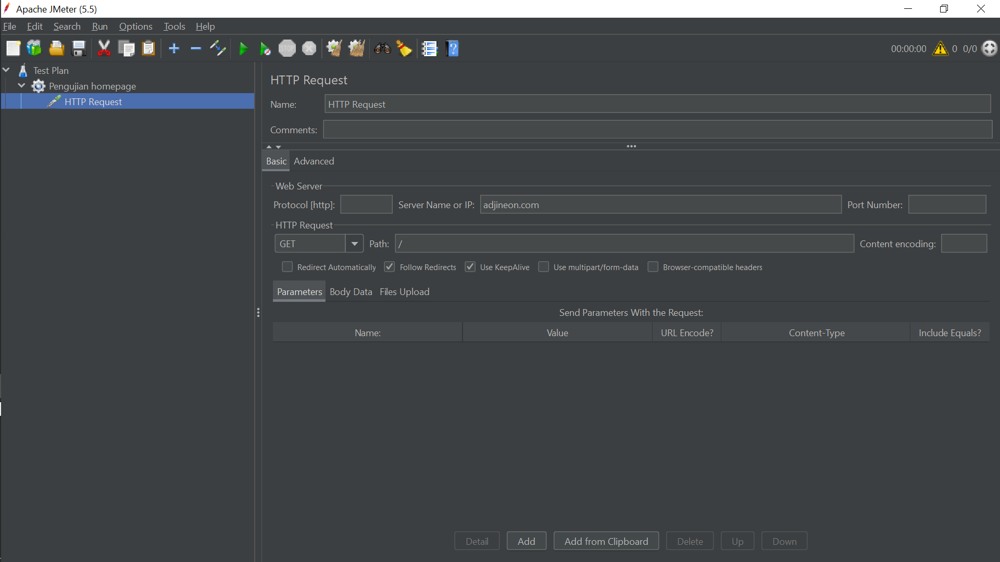 Apache JMeter (5.5)
File Edit Search Run Options Tools Help
STOP
00:00:00 0 0/0
Test Plan
Pengujian homepage
HTTP Request
HTTP Request
Name: HTTP Request
Comments:
Basic Advanced
Web Server
Protocol [http]: Server Name or IP: adjineon.com Port Number:
HTTP Request
GET Path: / Content encoding:
Redirect Automatically Follow Redirects Use KeepAlive Use multipart/form-data Browser-compatible headers
Parameters Body Data Files Upload
Send Parameters With the Request:
Name: Value URL Encode? Content-Type Include Equals?
Detail Add Add from Clipboard Delete Up Down